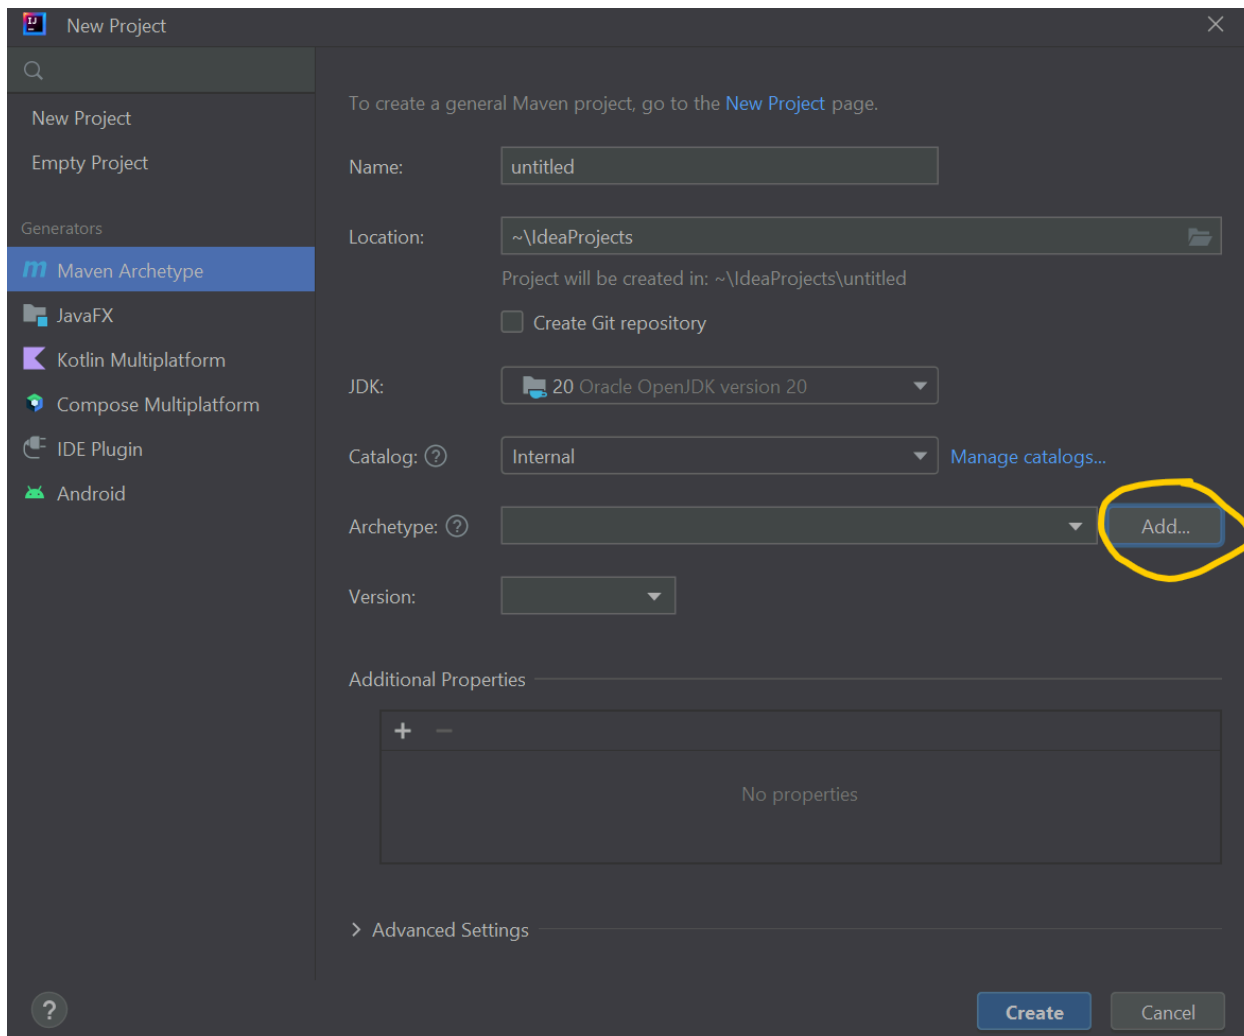 New Project
New Project
Empty Project
Generators
Maven Archetype
JavaFX
Kotlin Multiplatform
Compose Multiplatform
IDE Plugin
Android
To create a general Maven project, go to the New Project page.
Name: untitled
Location: ~\IdeaProjects
Project will be created in: ~\IdeaProjects\untitled
Create Git repository
JDK: 20 Oracle OpenJDK version 20
Catalog: ? Internal Manage catalogs...
Archetype: ? Add...
Version:
Additional Properties
+ −
No properties
Advanced Settings
? Create Cancel